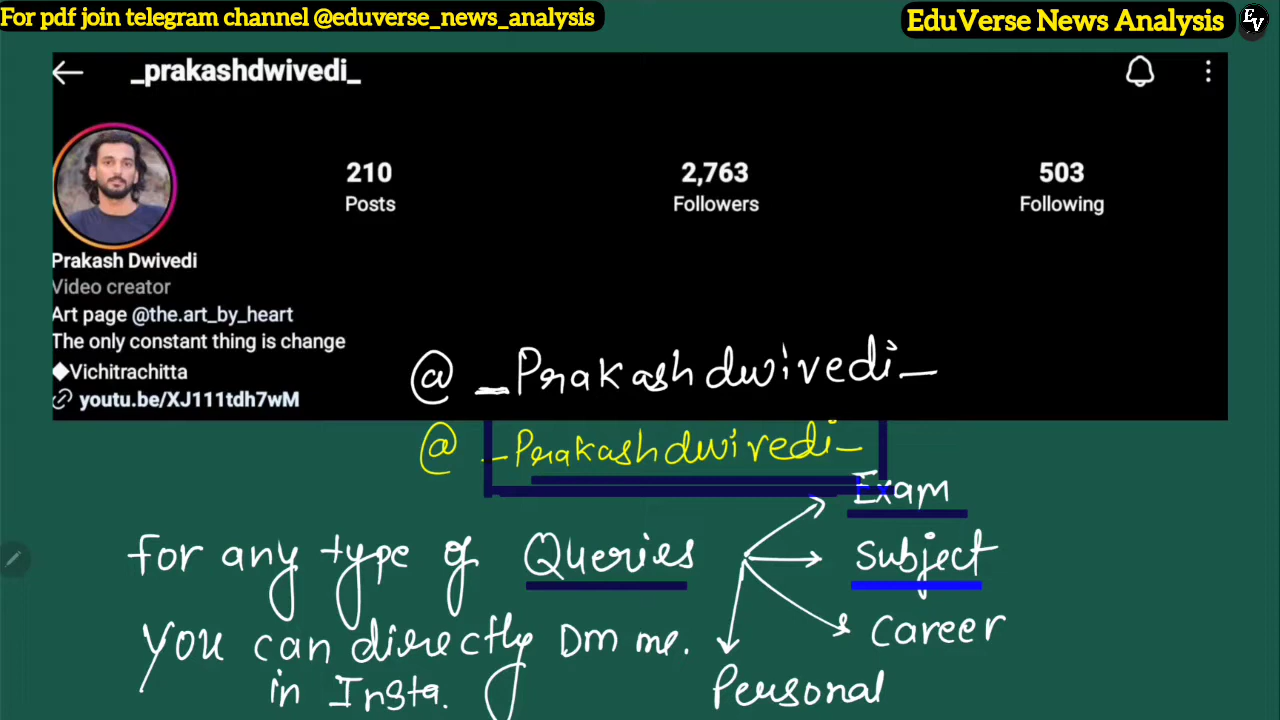 For pdf join telegram channel @eduverse_news_analysis
EduVerse News Analysis
EV
_prakashdwivedi_
210
Posts
2,763
Followers
503
Following
Prakash Dwivedi
Video creator
Art page @the.art_by_heart
The only constant thing is change
◆Vichitrachitta
youtu.be/XJ111tdh7wM
@ _Prakashdwivedi_
@ _Prakashdwivedi_
Exam
for any type of Queries
Subject
You can directly Dm me.
Career
in Insta.
Personal